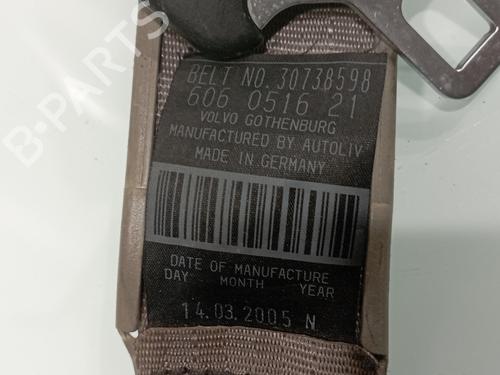 BELT NO. 30738598
606 0516 21
VOLVO GOTHENBURG
MANUFACTURED BY AUTOLIV
MADE IN GERMANY
DATE OF MANUFACTURE
DAY MONTH YEAR
14.03.2005 N
B-Parts